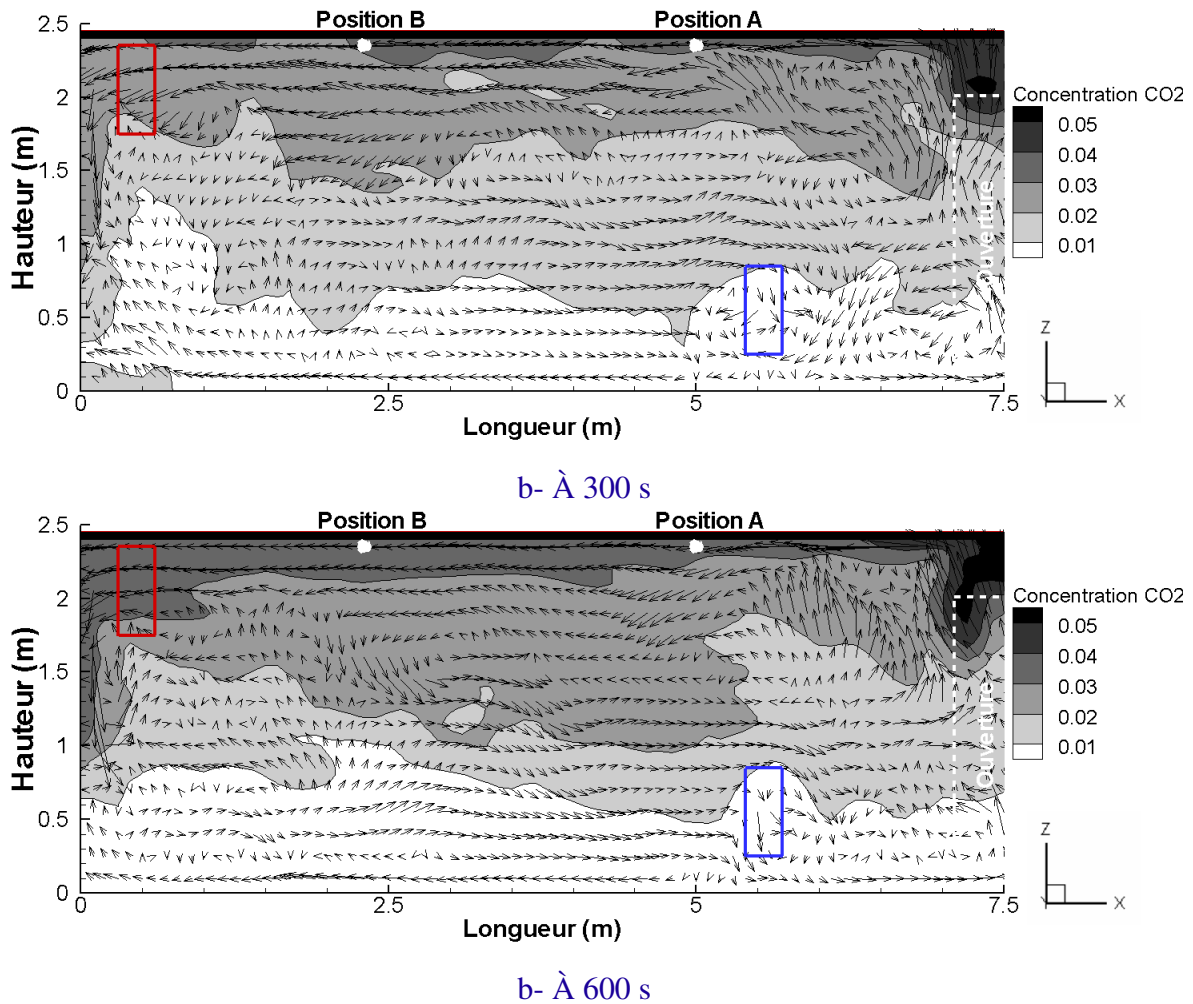 Position B
Position A
2.5
2
1.5
1
0.5
0
Hauteur (m)
Ouverture
0
2.5
5
7.5
Longueur (m)
Concentration CO2
0.05
0.04
0.03
0.02
0.01
Z
Y
X
b- À 300 s
Position B
Position A
2.5
2
1.5
1
0.5
0
Hauteur (m)
Ouverture
0
2.5
5
7.5
Longueur (m)
Concentration CO2
0.05
0.04
0.03
0.02
0.01
Z
Y
X
b- À 600 s